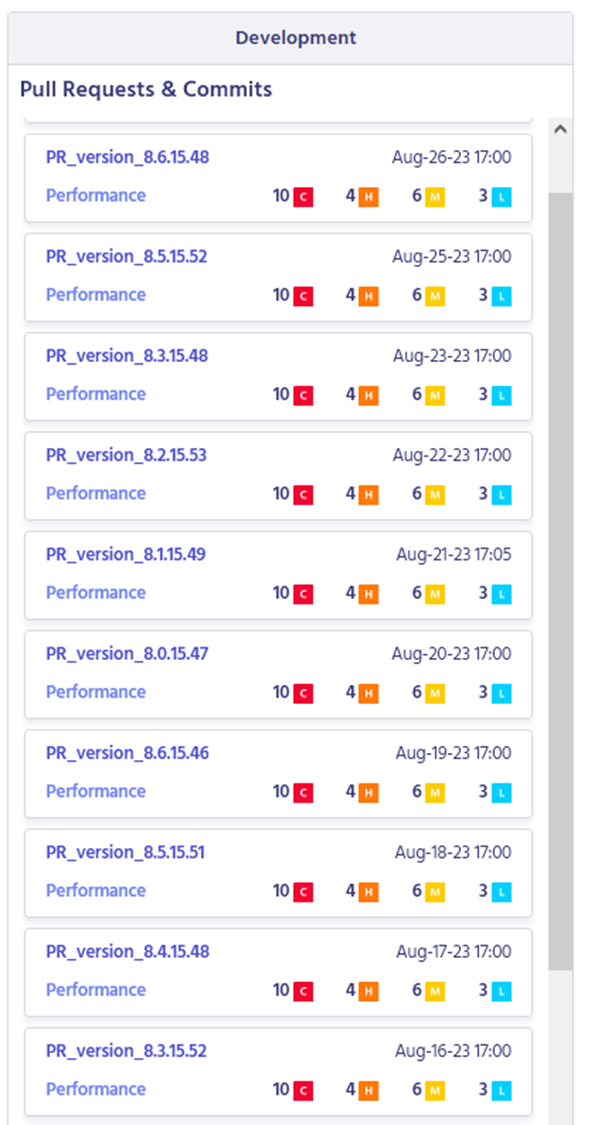 Development
Pull Requests & Commits
PR_version_8.6.15.48 Aug-26-23 17:00
Performance 10 C 4 H 6 M 3 L
PR_version_8.5.15.52 Aug-25-23 17:00
Performance 10 C 4 H 6 M 3 L
PR_version_8.3.15.48 Aug-23-23 17:00
Performance 10 C 4 H 6 M 3 L
PR_version_8.2.15.53 Aug-22-23 17:00
Performance 10 C 4 H 6 M 3 L
PR_version_8.1.15.49 Aug-21-23 17:05
Performance 10 C 4 H 6 M 3 L
PR_version_8.0.15.47 Aug-20-23 17:00
Performance 10 C 4 H 6 M 3 L
PR_version_8.6.15.46 Aug-19-23 17:00
Performance 10 C 4 H 6 M 3 L
PR_version_8.5.15.51 Aug-18-23 17:00
Performance 10 C 4 H 6 M 3 L
PR_version_8.4.15.48 Aug-17-23 17:00
Performance 10 C 4 H 6 M 3 L
PR_version_8.3.15.52 Aug-16-23 17:00
Performance 10 C 4 H 6 M 3 L